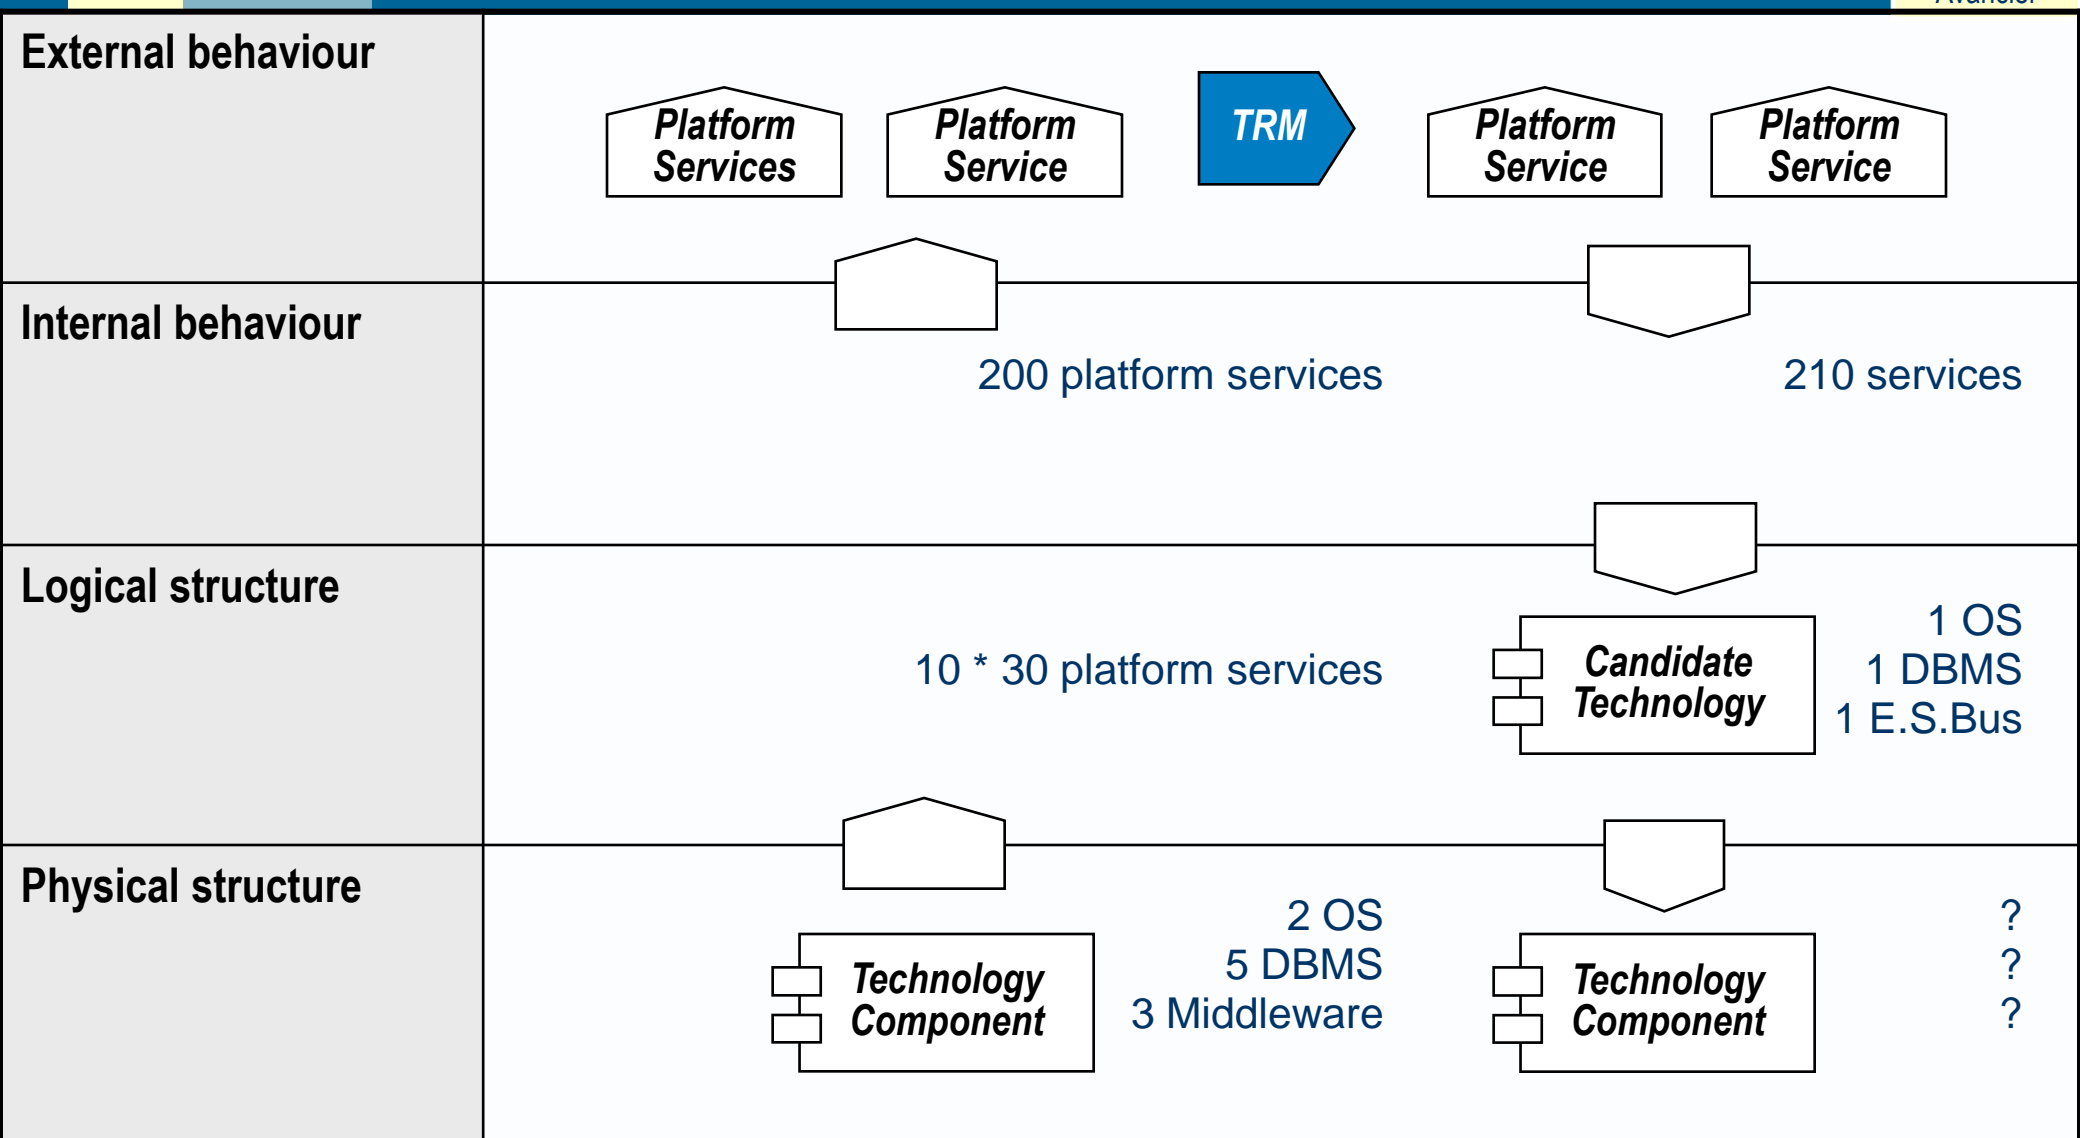 External behaviour
Platform
Services
Platform
Service
TRM
Platform
Service
Platform
Service
Internal behaviour
200 platform services
210 services
Logical structure
10 * 30 platform services
Candidate
Technology
1 OS
1 DBMS
1 E.S.Bus
Physical structure
Technology
Component
2 OS
5 DBMS
3 Middleware
Technology
Component
?
?
?